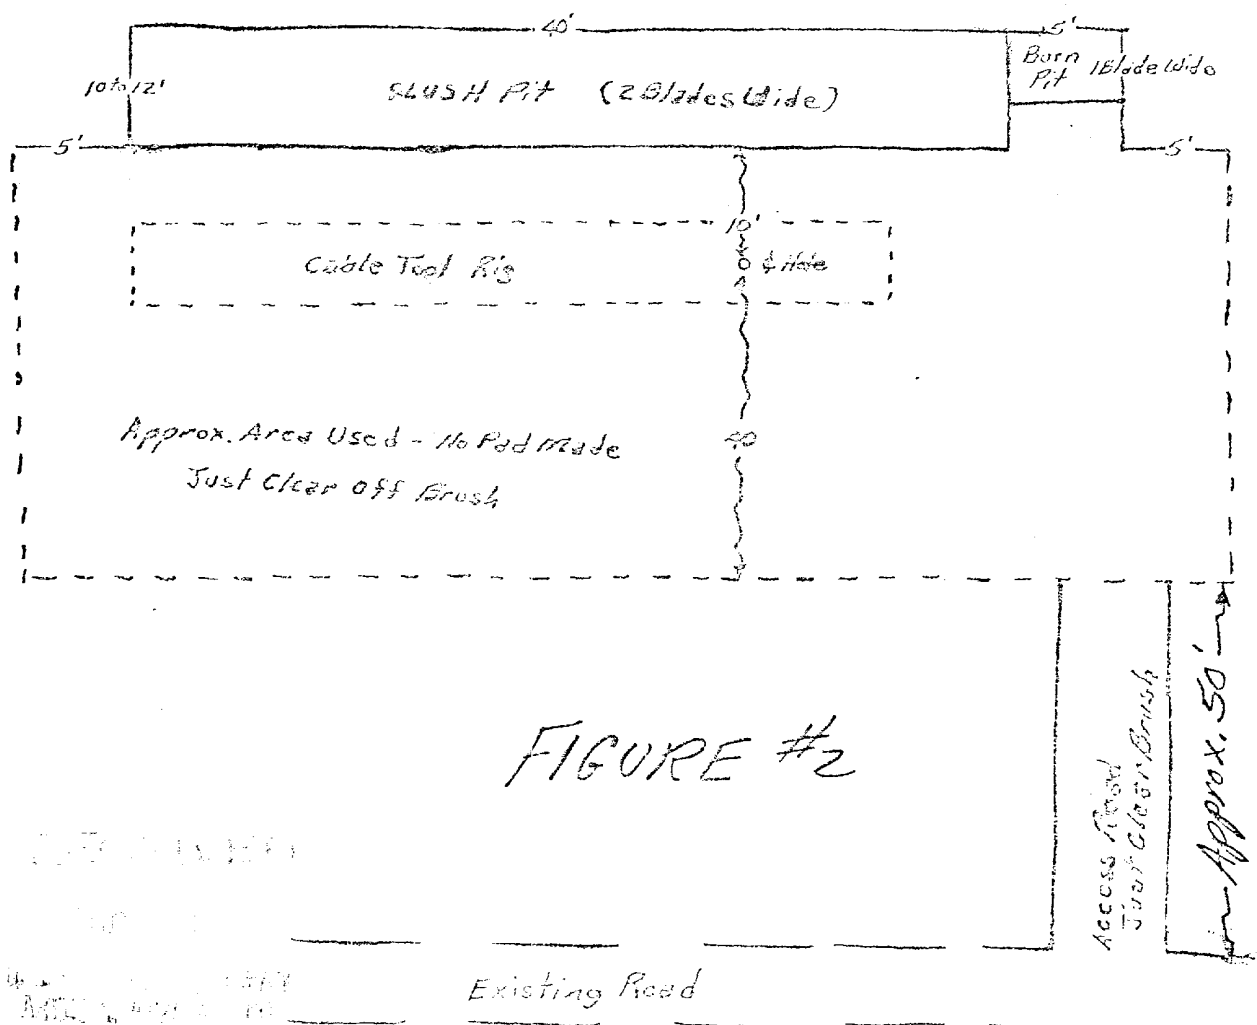 40'
5'
10 to 12'
SLUSH Pit (2 Blades Wide)
Burn
Pit
1 Blade Wide
5'
5'
10'
Cable Tool Rig
¢ Hole
Approx. Area Used - No Pad Made
Just Clear Off Brush
40
FIGURE #2
Access Road
Just Clear Brush
Approx. 50'
Existing Road